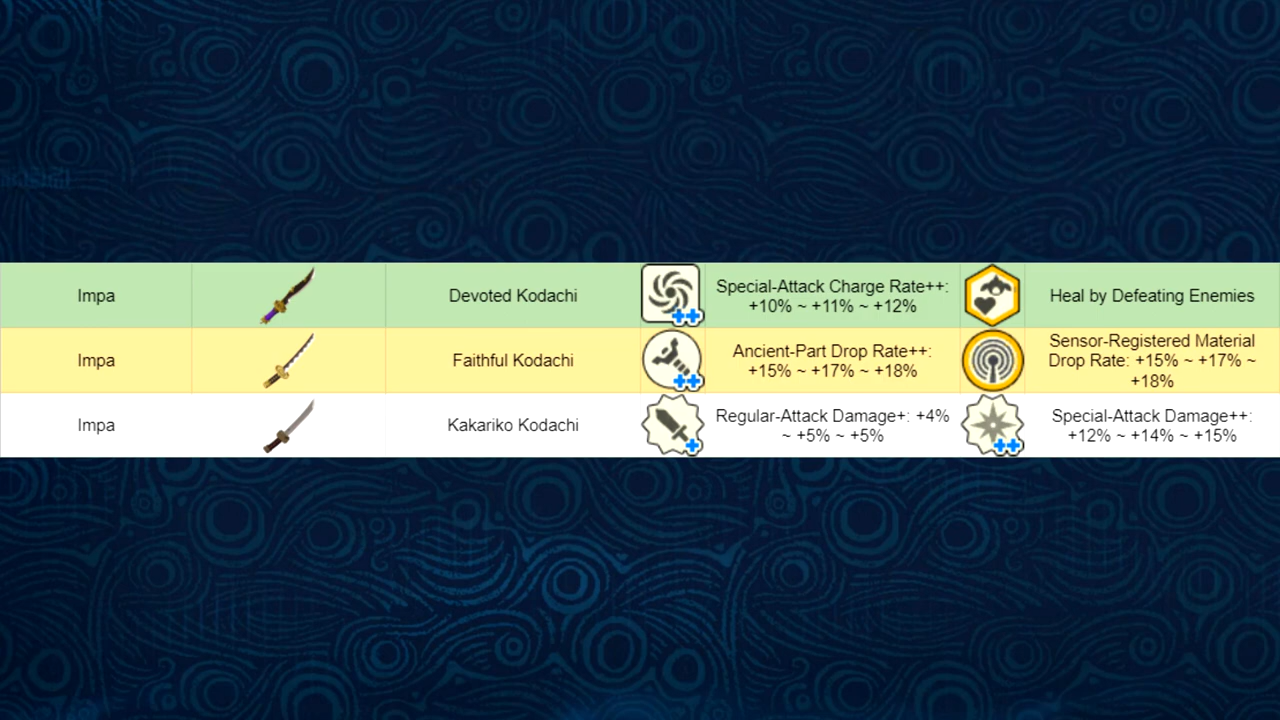 Impa
Devoted Kodachi
Special-Attack Charge Rate++:
+10% ~ +11% ~ +12%
Heal by Defeating Enemies
Impa
Faithful Kodachi
Ancient-Part Drop Rate++:
+15% ~ +17% ~ +18%
Sensor-Registered Material
Drop Rate: +15% ~ +17% ~
+18%
Impa
Kakariko Kodachi
Regular-Attack Damage+: +4%
~ +5% ~ +5%
Special-Attack Damage++:
+12% ~ +14% ~ +15%